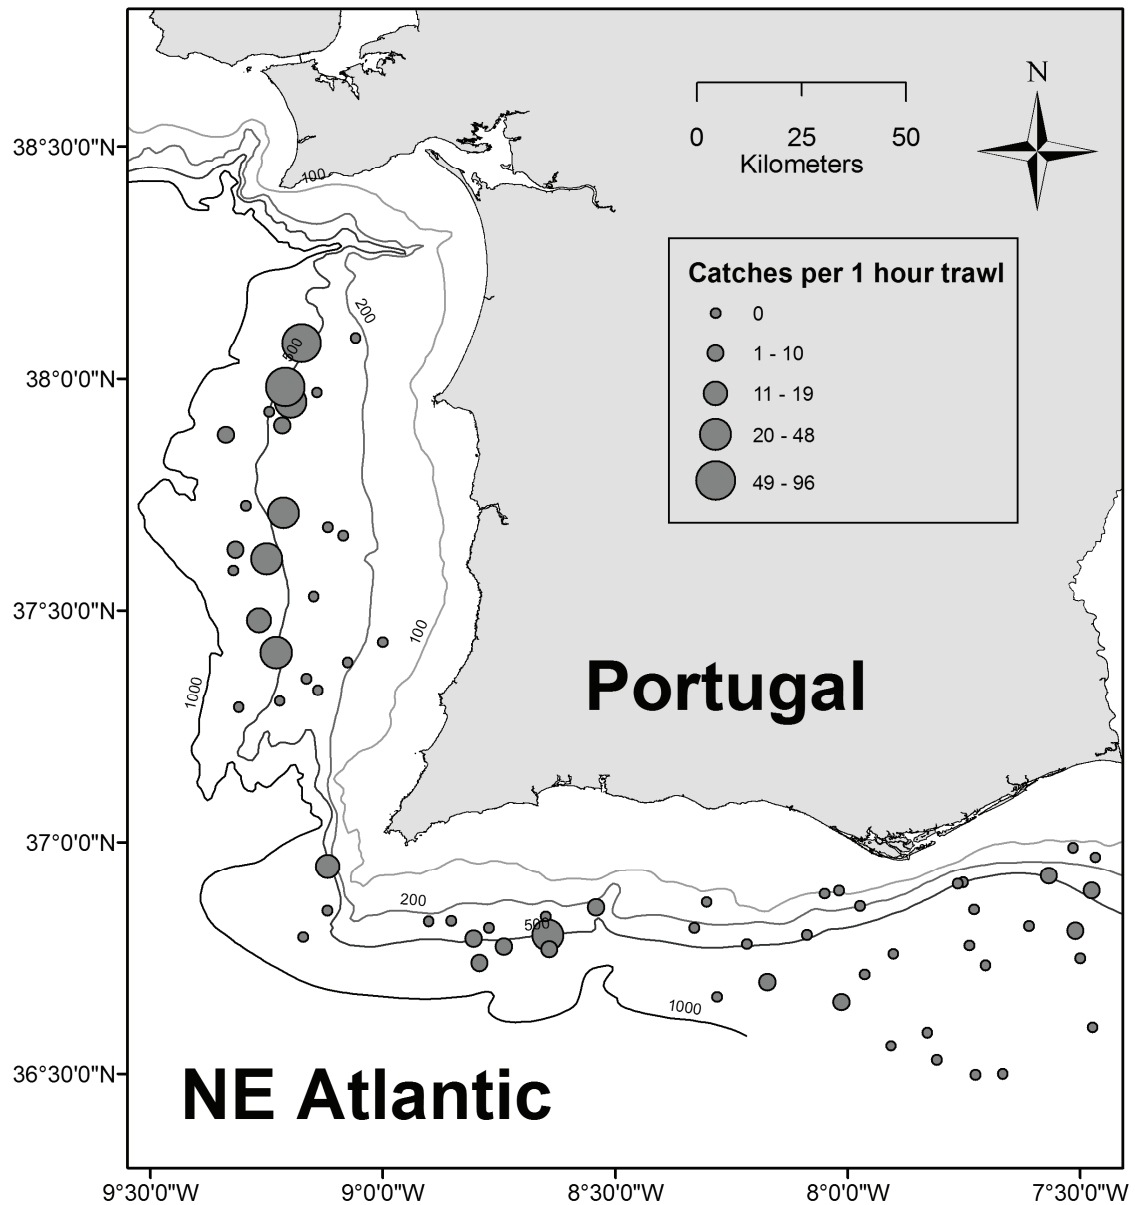 N
38°30'0"N
0 25 50
Kilometers
100
Catches per 1 hour trawl
0
200
500
1 - 10
38°0'0"N
11 - 19
20 - 48
49 - 96
37°30'0"N
100
Portugal
1000
37°0'0"N
200
500
1000
36°30'0"N
NE Atlantic
9°30'0"W 9°0'0"W 8°30'0"W 8°0'0"W 7°30'0"W